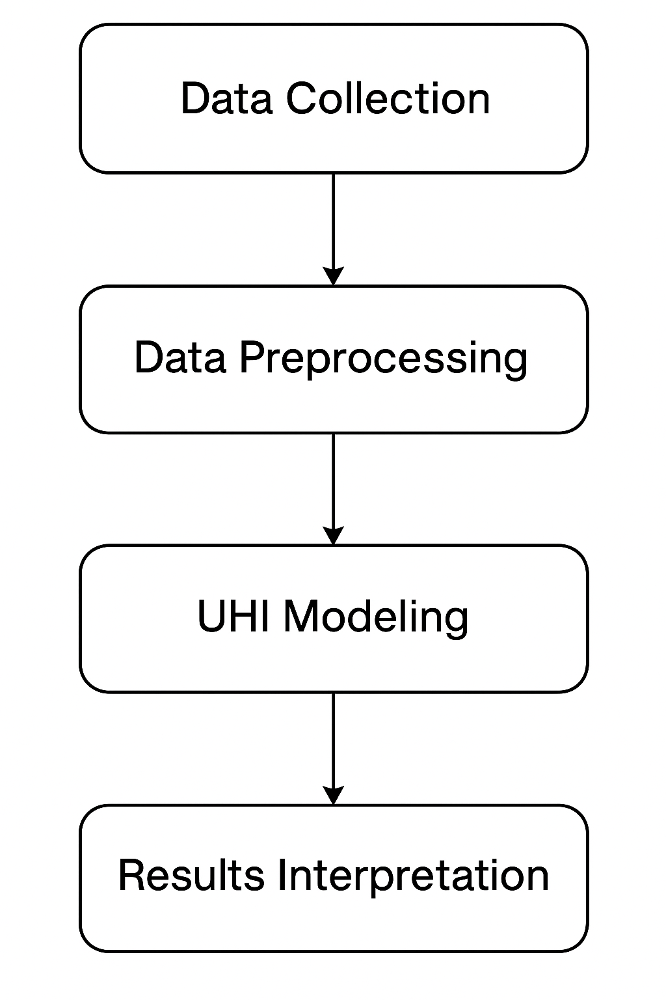 Data Collection
Data Preprocessing
UHI Modeling
Results Interpretation